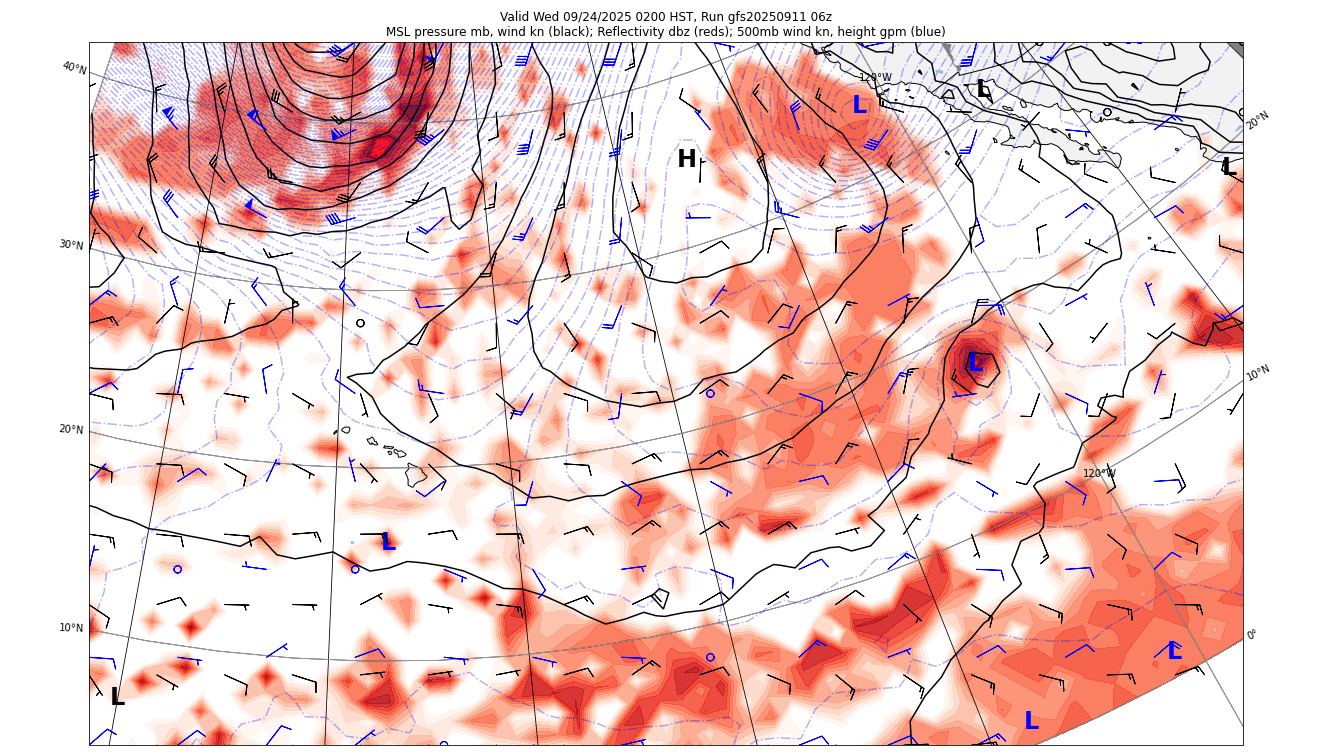 Valid Wed 09/24/2025 0200 HST, Run gfs20250911 06z
MSL pressure mb, wind kn (black); Reflectivity dbz (reds); 500mb wind kn, height gpm (blue)
40°N
120°W
L
L
20°N
H
L
30°N
L
10°N
20°N
120°W
L
10°N
0°
L
L
L